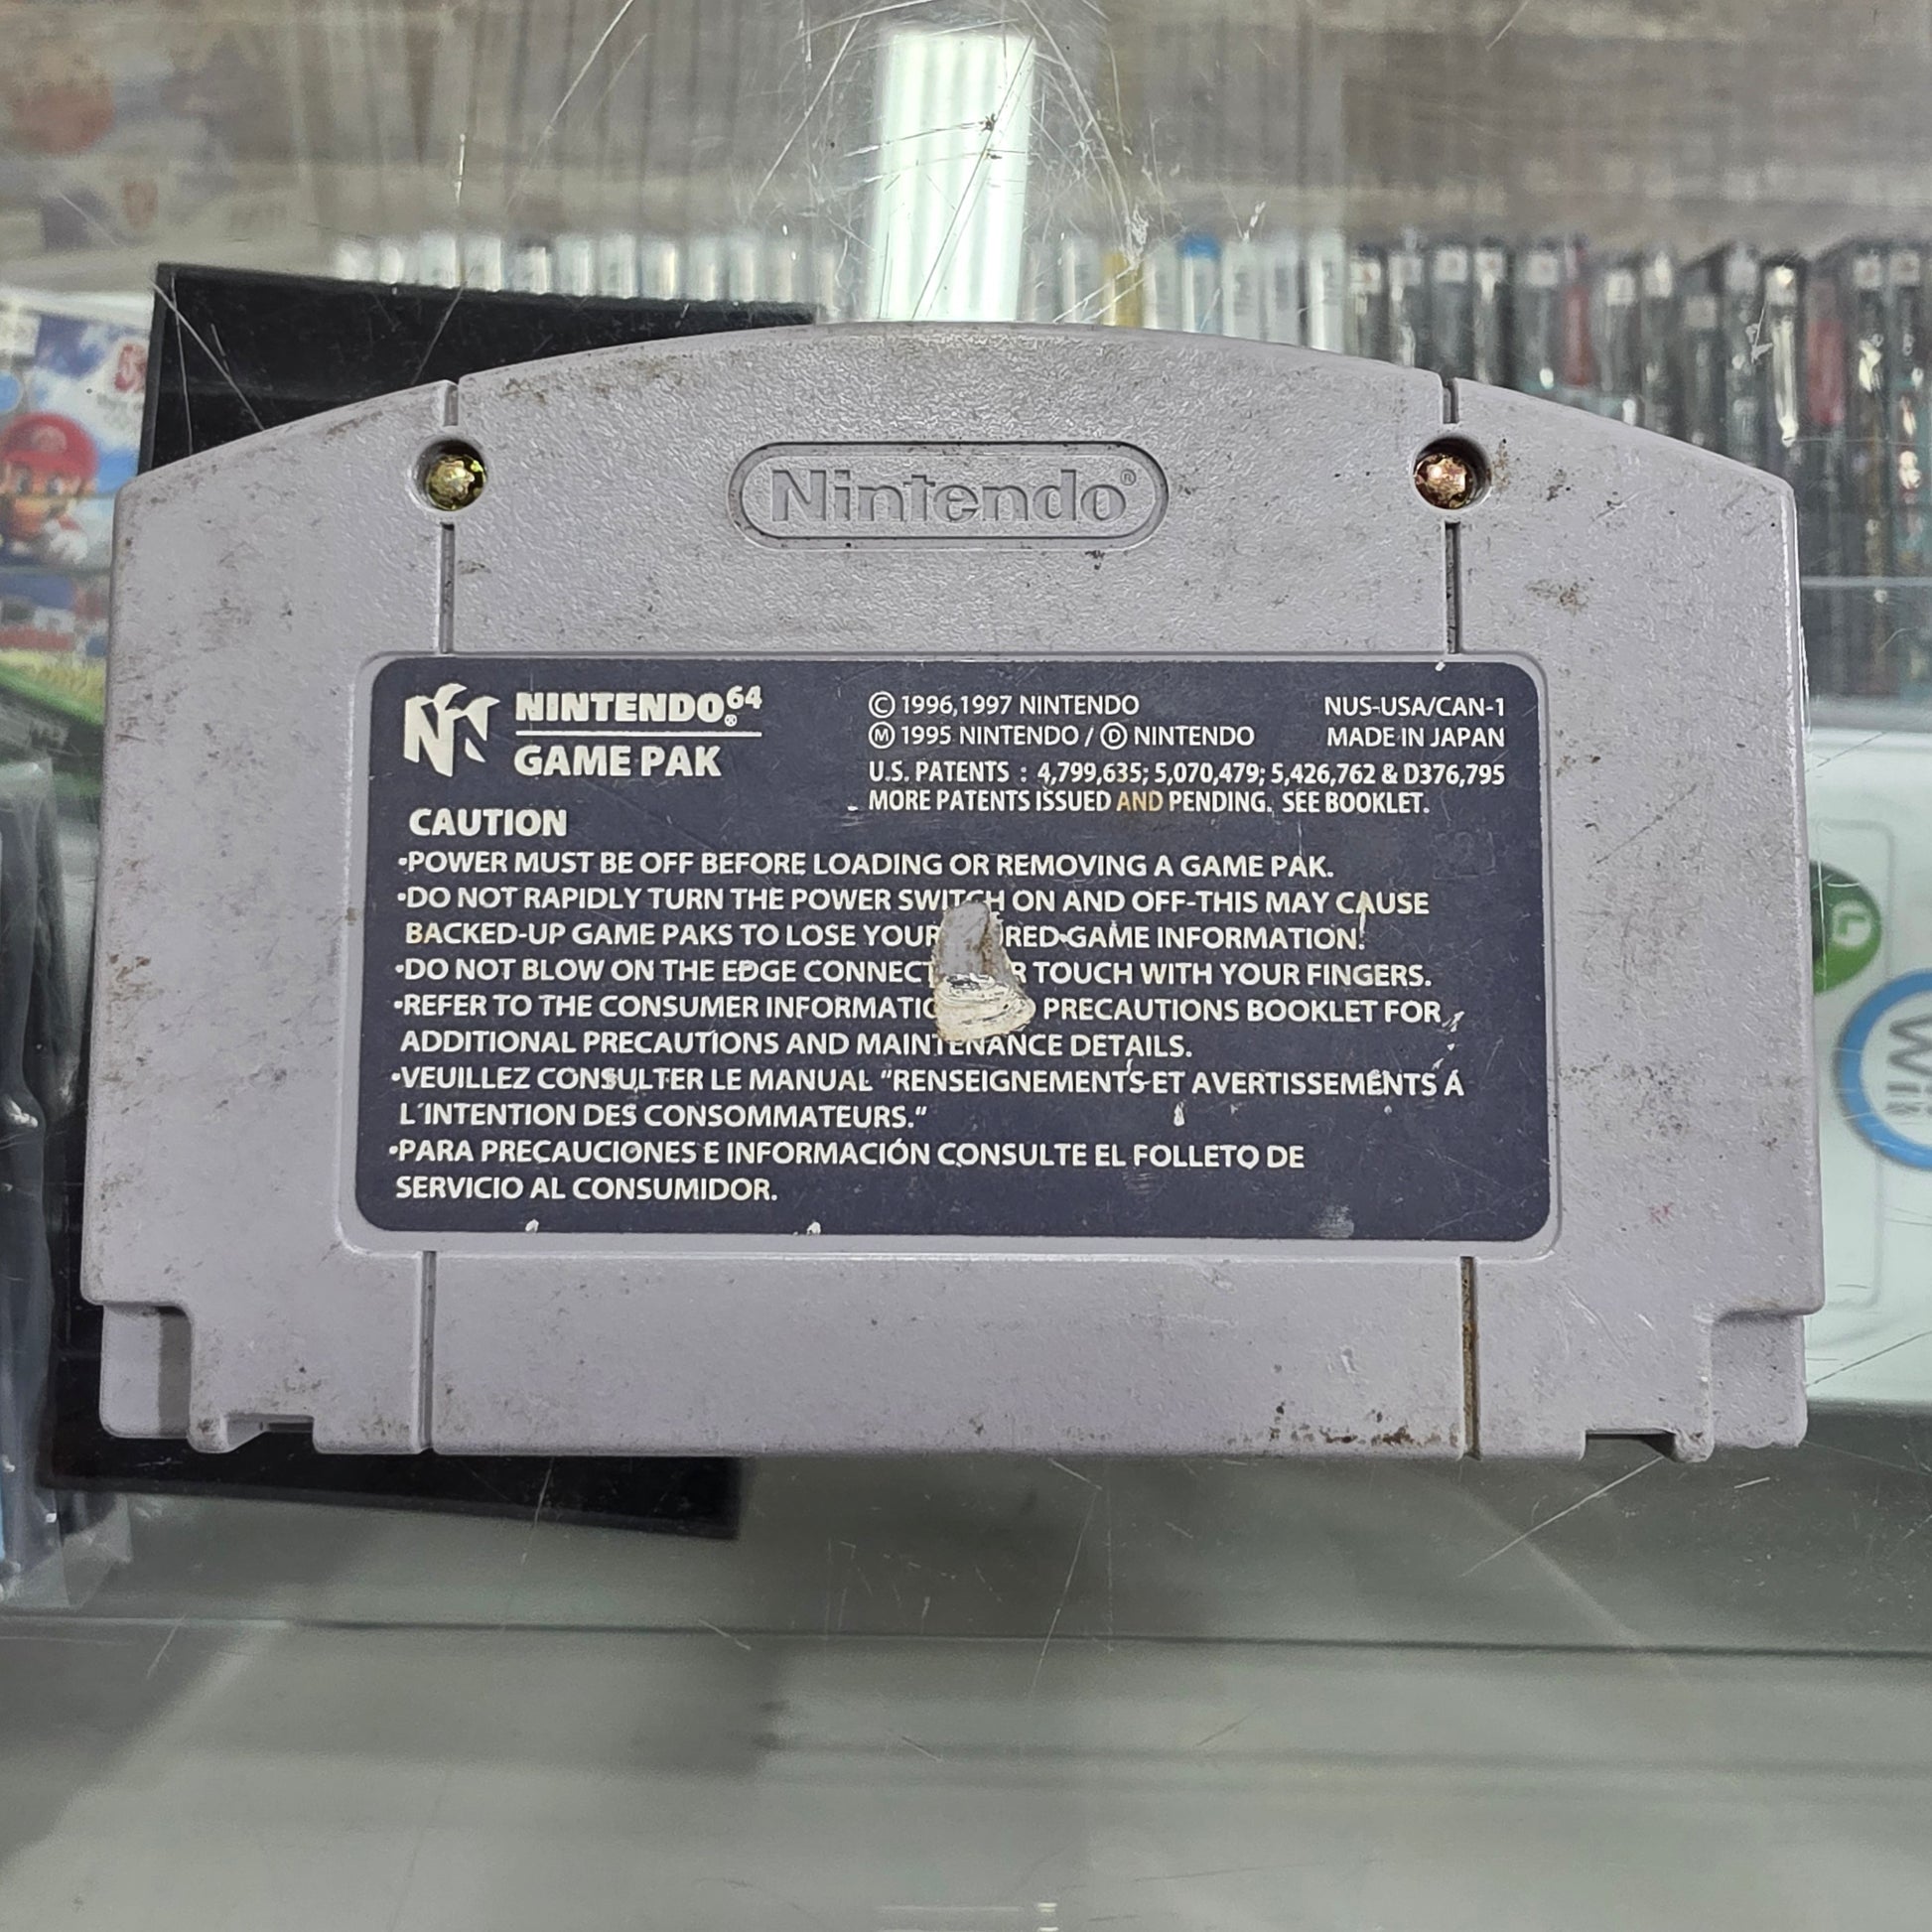 Nintendo®
NINTENDO⁶⁴®
GAME PAK
© 1996,1997 NINTENDO
Ⓜ 1995 NINTENDO / Ⓓ NINTENDO
NUS-USA/CAN-1
MADE IN JAPAN
U.S. PATENTS : 4,799,635; 5,070,479; 5,426,762 & D376,795
MORE PATENTS ISSUED AND PENDING. SEE BOOKLET.
CAUTION
•POWER MUST BE OFF BEFORE LOADING OR REMOVING A GAME PAK.
•DO NOT RAPIDLY TURN THE POWER SWITCH ON AND OFF-THIS MAY CAUSE
BACKED-UP GAME PAKS TO LOSE YOUR RED GAME INFORMATION!
•DO NOT BLOW ON THE EDGE CONNECT R TOUCH WITH YOUR FINGERS.
•REFER TO THE CONSUMER INFORMATIO PRECAUTIONS BOOKLET FOR
ADDITIONAL PRECAUTIONS AND MAINTENANCE DETAILS.
•VEUILLEZ CONSULTER LE MANUAL "RENSEIGNEMENTS ET AVERTISSEMENTS Á
L'INTENTION DES CONSOMMATEURS."
•PARA PRECAUCIONES E INFORMACIÓN CONSULTE EL FOLLETO DE
SERVICIO AL CONSUMIDOR.
L
Wii